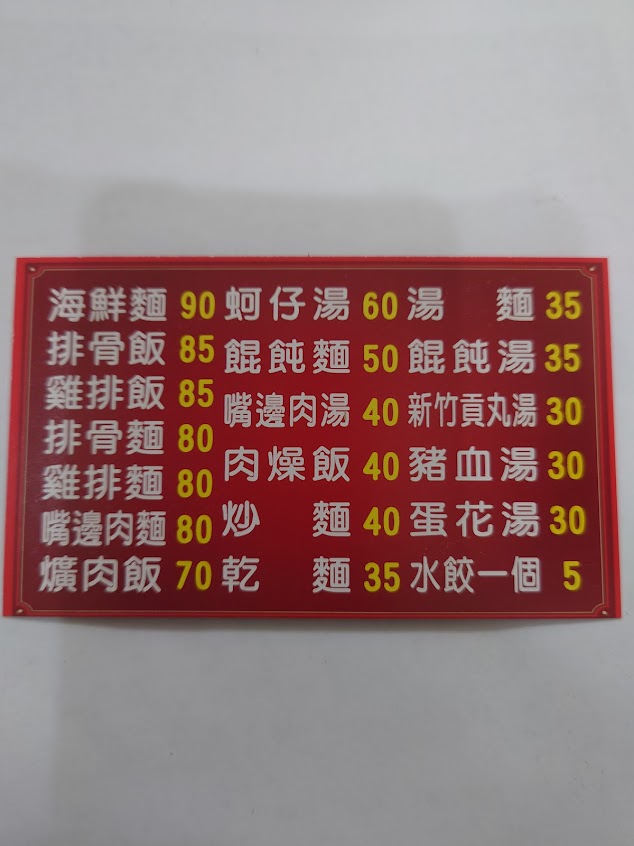 海鮮麵 90
排骨飯 85
雞排飯 85
排骨麵 80
雞排麵 80
嘴邊肉麵 80
爌肉飯 70
蚵仔湯 60
餛飩麵 50
嘴邊肉湯 40
肉燥飯 40
炒 麵 40
乾 麵 35
湯 麵 35
餛飩湯 35
新竹貢丸湯 30
豬血湯 30
蛋花湯 30
水餃一個 5